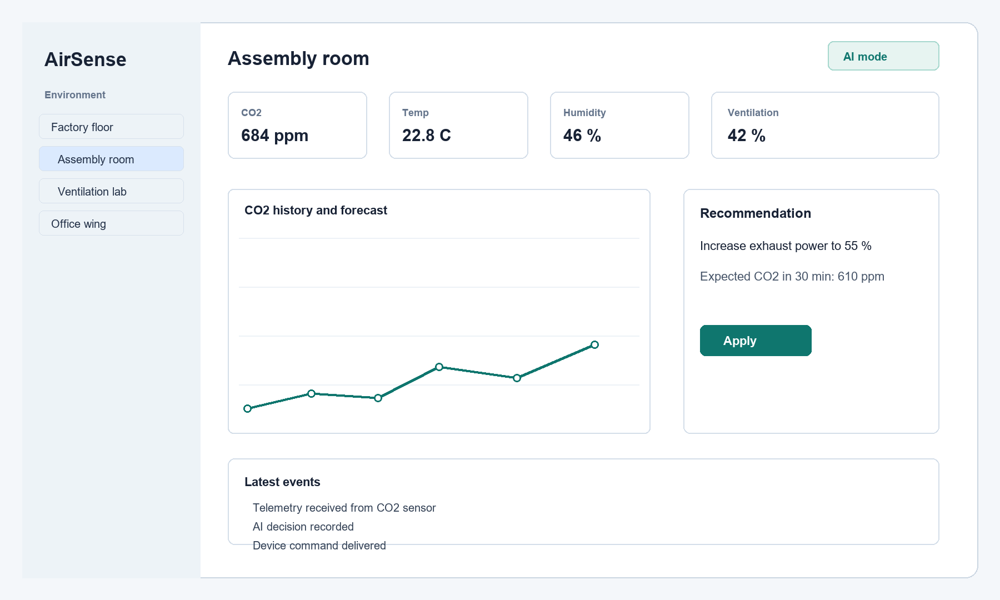 AirSense
Environment
Factory floor
Assembly room
Ventilation lab
Office wing
Assembly room
AI mode
CO2
684 ppm
Temp
22.8 C
Humidity
46 %
Ventilation
42 %
CO2 history and forecast
Recommendation
Increase exhaust power to 55 %
Expected CO2 in 30 min: 610 ppm
Apply
Latest events
Telemetry received from CO2 sensor
AI decision recorded
Device command delivered